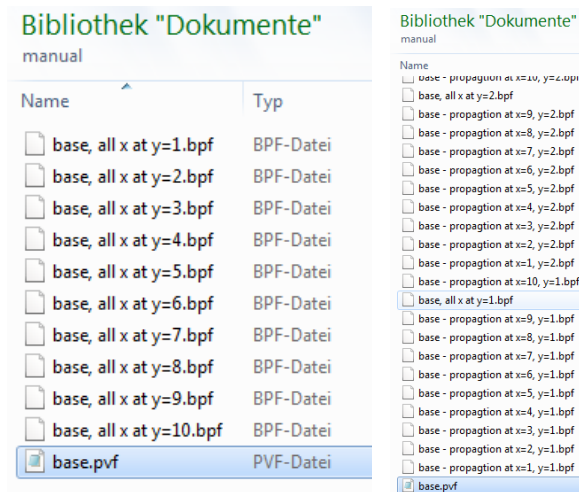 Bibliothek "Dokumente"
manual
Name Typ
base, all x at y=1.bpf BPF-Datei
base, all x at y=2.bpf BPF-Datei
base, all x at y=3.bpf BPF-Datei
base, all x at y=4.bpf BPF-Datei
base, all x at y=5.bpf BPF-Datei
base, all x at y=6.bpf BPF-Datei
base, all x at y=7.bpf BPF-Datei
base, all x at y=8.bpf BPF-Datei
base, all x at y=9.bpf BPF-Datei
base, all x at y=10.bpf BPF-Datei
base.pvf PVF-Datei
Bibliothek "Dokumente"
manual
Name
base - propagtion at x=10, y=2.bpf
base, all x at y=2.bpf
base - propagtion at x=9, y=2.bpf
base - propagtion at x=8, y=2.bpf
base - propagtion at x=7, y=2.bpf
base - propagtion at x=6, y=2.bpf
base - propagtion at x=5, y=2.bpf
base - propagtion at x=4, y=2.bpf
base - propagtion at x=3, y=2.bpf
base - propagtion at x=2, y=2.bpf
base - propagtion at x=1, y=2.bpf
base - propagtion at x=10, y=1.bpf
base, all x at y=1.bpf
base - propagtion at x=9, y=1.bpf
base - propagtion at x=8, y=1.bpf
base - propagtion at x=7, y=1.bpf
base - propagtion at x=6, y=1.bpf
base - propagtion at x=5, y=1.bpf
base - propagtion at x=4, y=1.bpf
base - propagtion at x=3, y=1.bpf
base - propagtion at x=2, y=1.bpf
base - propagtion at x=1, y=1.bpf
base.pvf